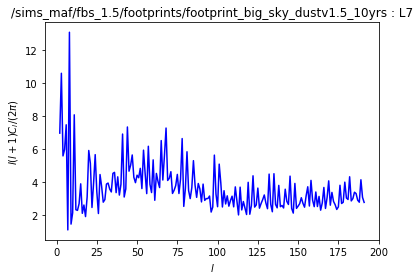 /sims_maf/fbs_1.5/footprints/footprint_big_sky_dustv1.5_10yrs : L7
12
10
8
6
4
2
l(l + 1)C_l/(2π)
0 25 50 75 100 125 150 175 200
l